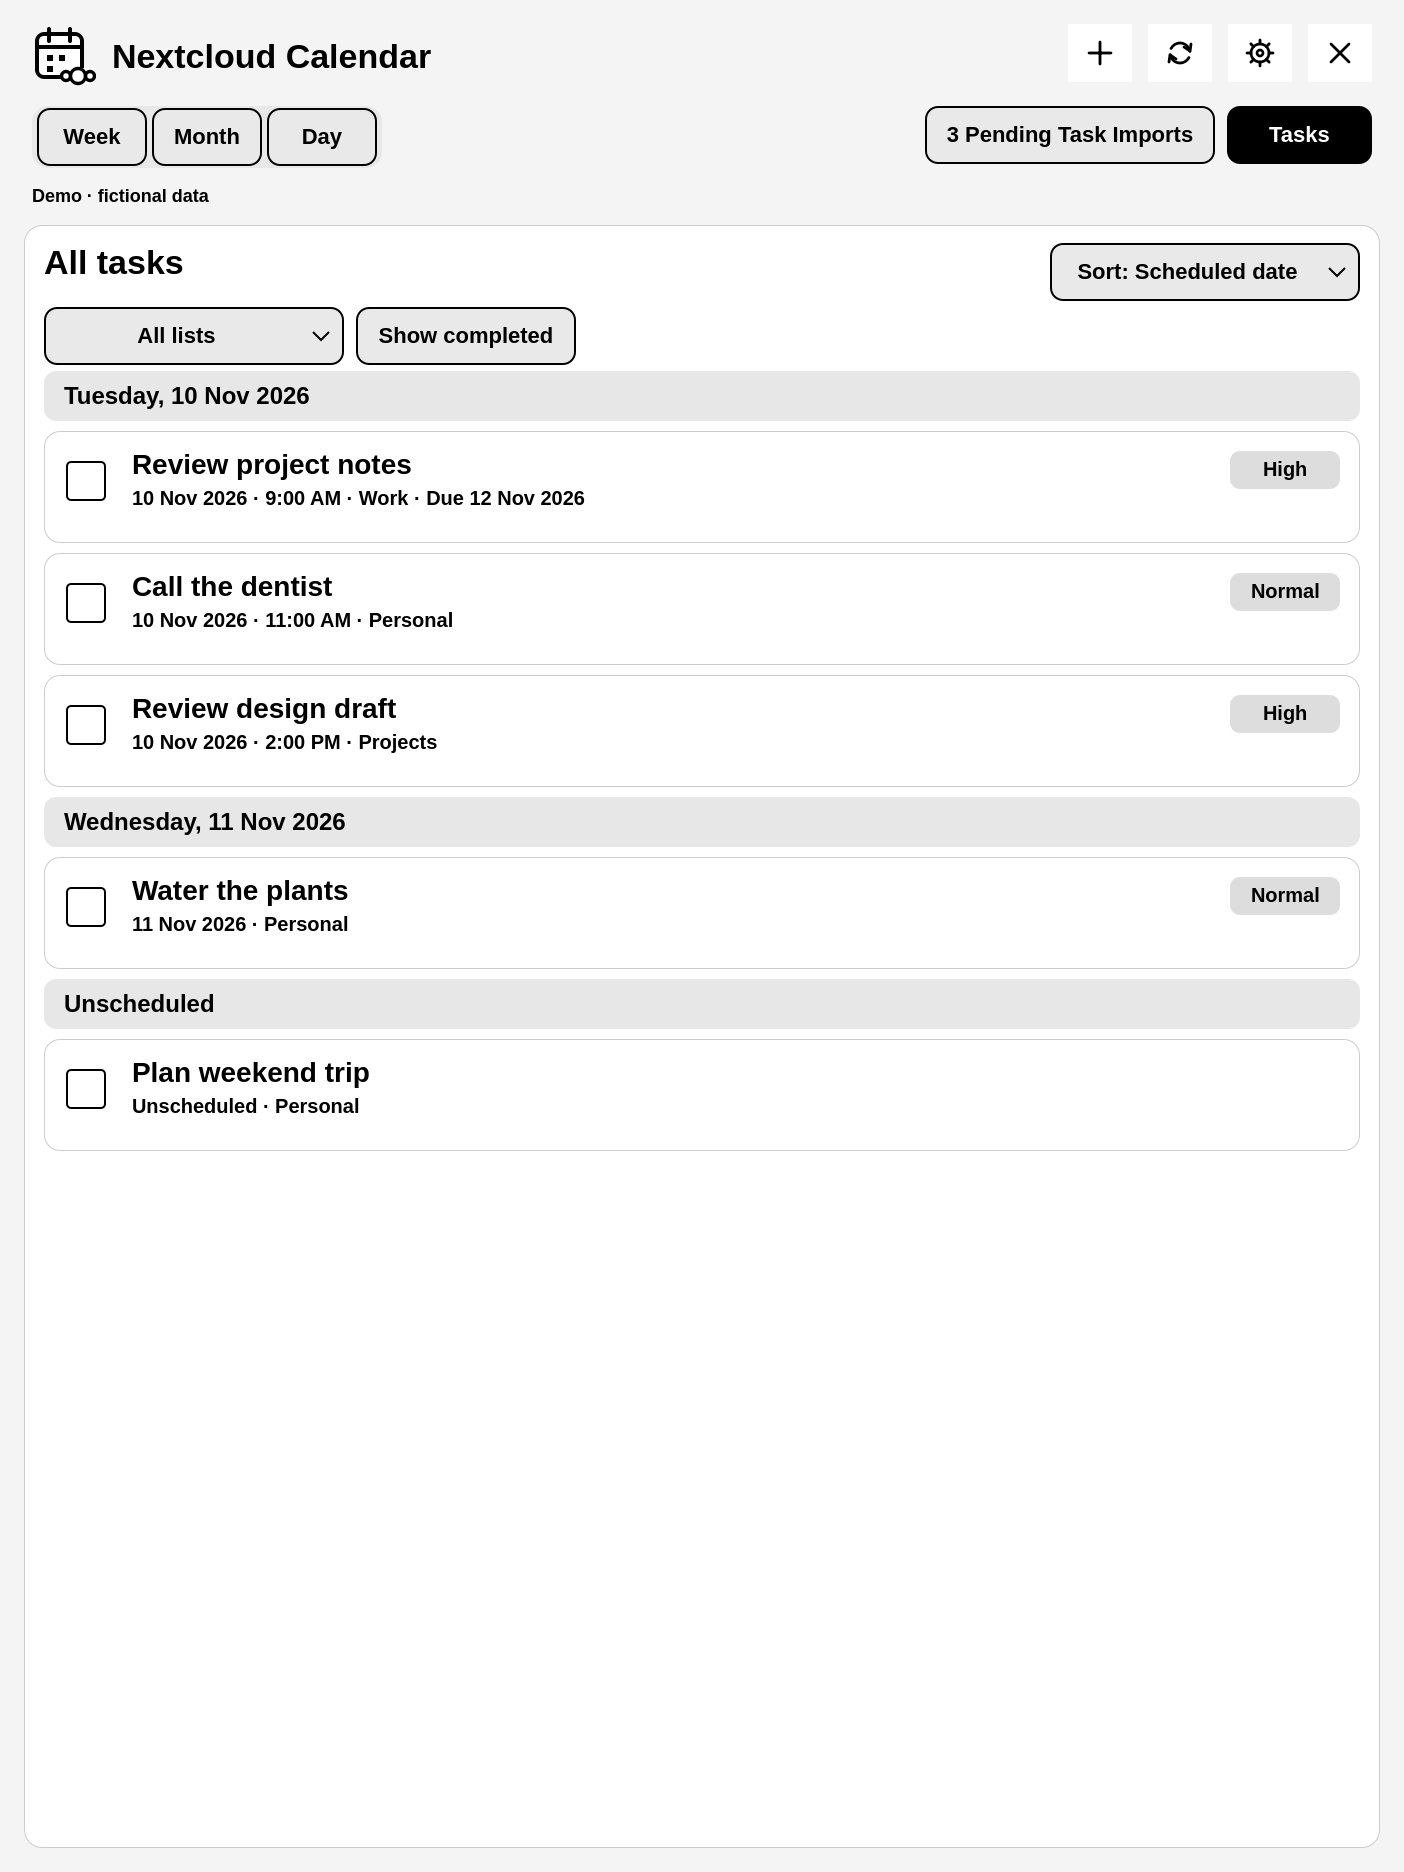 Nextcloud Calendar
Week Month Day 3 Pending Task Imports Tasks
Demo · fictional data
All tasks
Sort: Scheduled date
All lists Show completed
Tuesday, 10 Nov 2026
Review project notes High
10 Nov 2026 · 9:00 AM · Work · Due 12 Nov 2026
Call the dentist Normal
10 Nov 2026 · 11:00 AM · Personal
Review design draft High
10 Nov 2026 · 2:00 PM · Projects
Wednesday, 11 Nov 2026
Water the plants Normal
11 Nov 2026 · Personal
Unscheduled
Plan weekend trip
Unscheduled · Personal